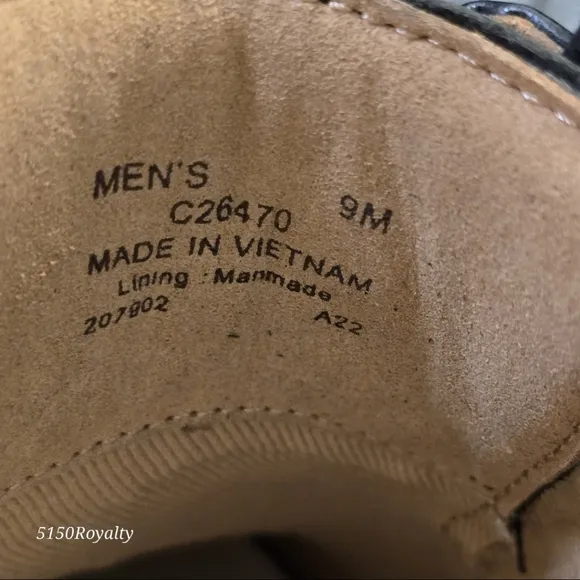 MEN'S
C26470 9M
MADE IN VIETNAM
Lining : Manmade
207902 A22
5150Royalty